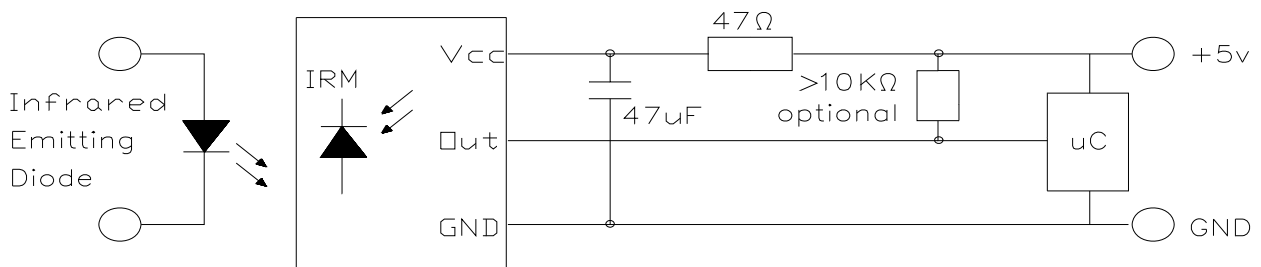 Infrared
Emitting
Diode
IRM
Vcc
Out
GND
47Ω
47uF
>10KΩ
optional
uC
+5v
GND